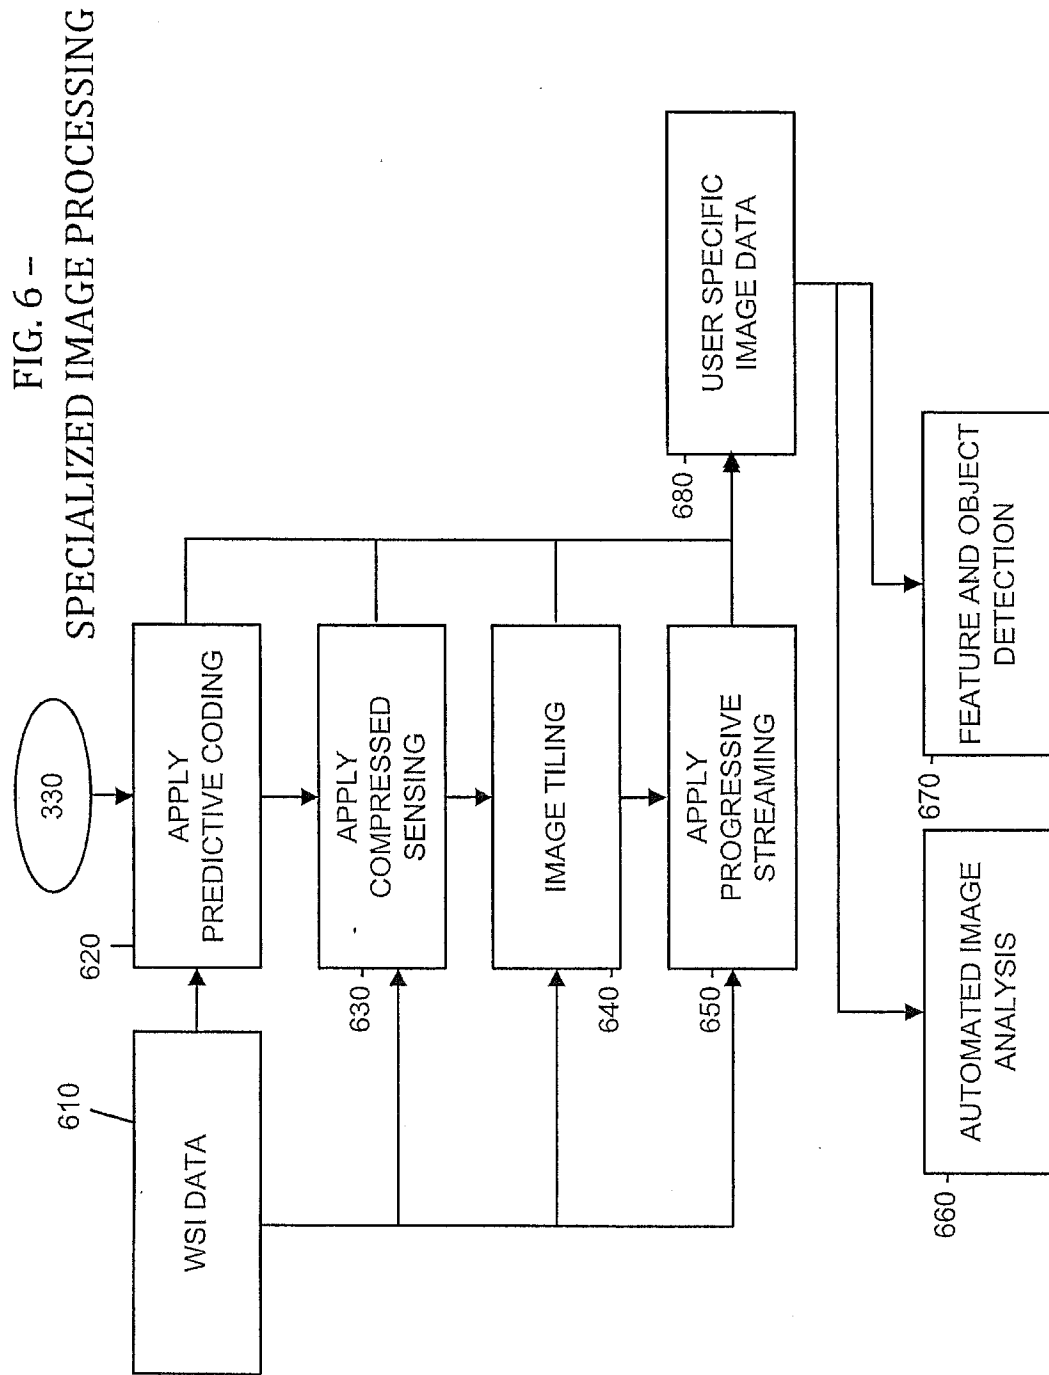 FIG. 6 –
SPECIALIZED IMAGE PROCESSING
330
610
WSI DATA
620
APPLY
PREDICTIVE CODING
630
APPLY
COMPRESSED
SENSING
640
IMAGE TILING
650
APPLY
PROGRESSIVE
STREAMING
680
USER SPECIFIC
IMAGE DATA
660
AUTOMATED IMAGE
ANALYSIS
670
FEATURE AND OBJECT
DETECTION